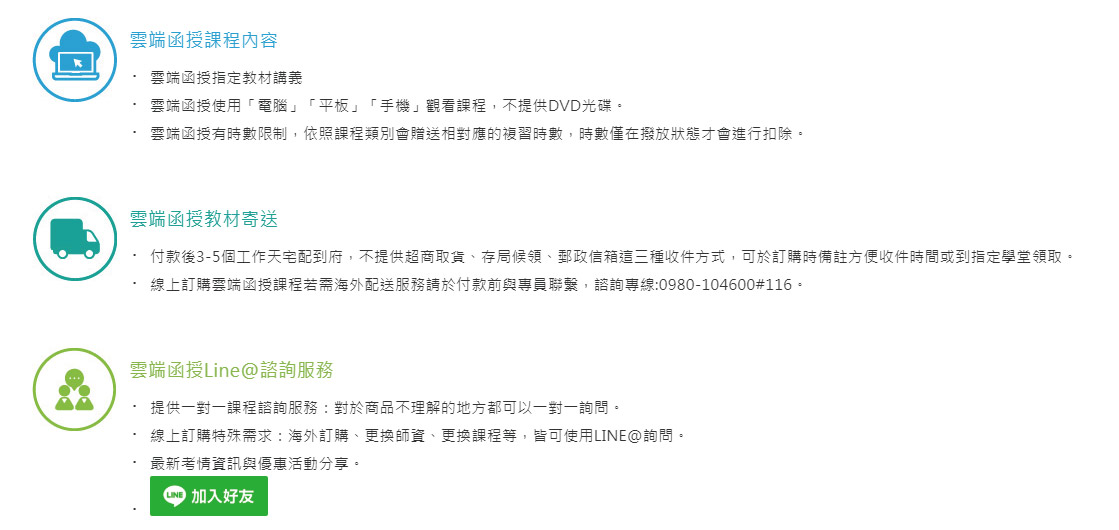 雲端函授課程內容
· 雲端函授指定教材講義
· 雲端函授使用「電腦」「平板」「手機」觀看課程，不提供DVD光碟。
· 雲端函授有時數限制，依照課程類別會贈送相對應的複習時數，時數僅在撥放狀態才會進行扣除。
雲端函授教材寄送
· 付款後3-5個工作天宅配到府，不提供超商取貨、存局候領、郵政信箱這三種收件方式，可於訂購時備註方便收件時間或到指定學堂領取。
· 線上訂購雲端函授課程若需海外配送服務請於付款前與專員聯繫，諮詢專線:0980-104600#116。
雲端函授Line@諮詢服務
· 提供一對一課程諮詢服務：對於商品不理解的地方都可以一對一詢問。
· 線上訂購特殊需求：海外訂購、更換師資、更換課程等，皆可使用LINE@詢問。
· 最新考情資訊與優惠活動分享。
· LINE 加入好友